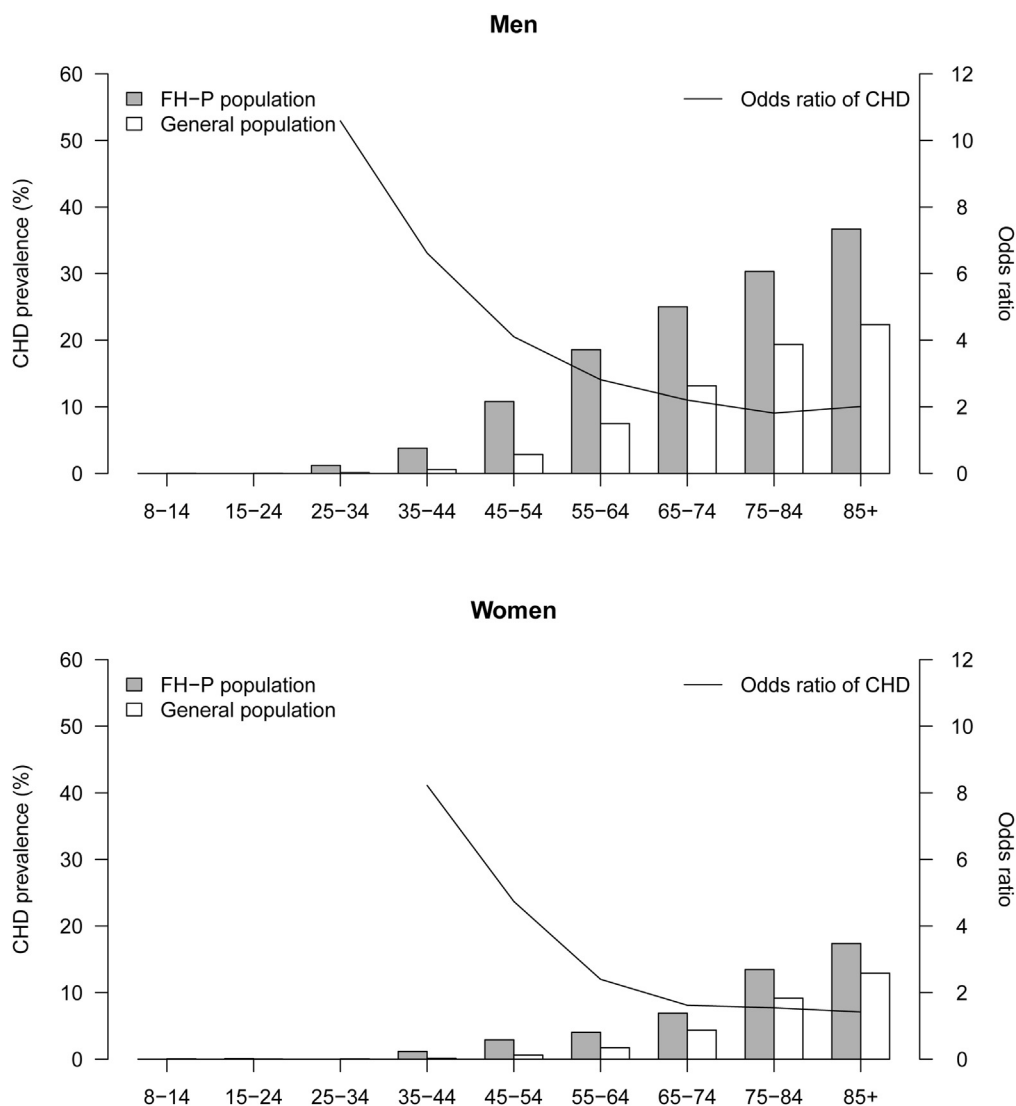 Men
60
50
40
30
20
10
0
CHD prevalence (%)
FH−P population
General population
Odds ratio of CHD
12
10
8
6
4
2
0
Odds ratio
8−14 15−24 25−34 35−44 45−54 55−64 65−74 75−84 85+
Women
60
50
40
30
20
10
0
CHD prevalence (%)
FH−P population
General population
Odds ratio of CHD
12
10
8
6
4
2
0
Odds ratio
8−14 15−24 25−34 35−44 45−54 55−64 65−74 75−84 85+